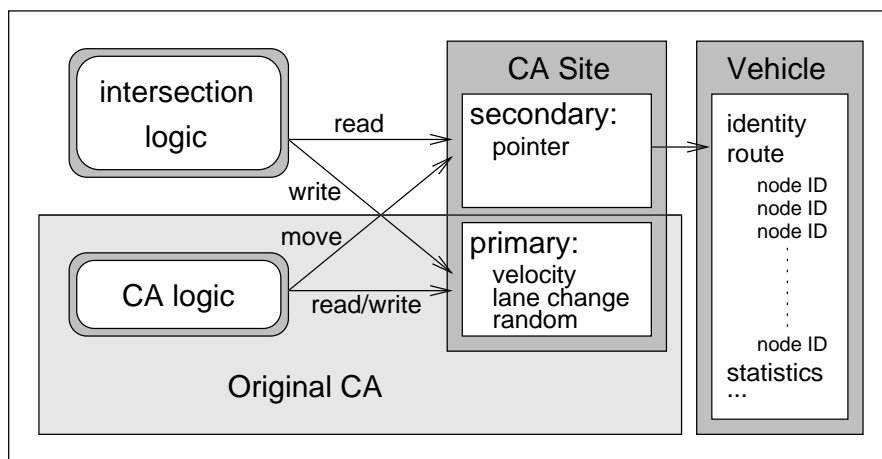 intersection
logic
read
write
move
CA logic
read/write
Original CA
CA Site
secondary:
pointer
primary:
velocity
lane change
random
Vehicle
identity
route
node ID
node ID
node ID
node ID
statistics
...